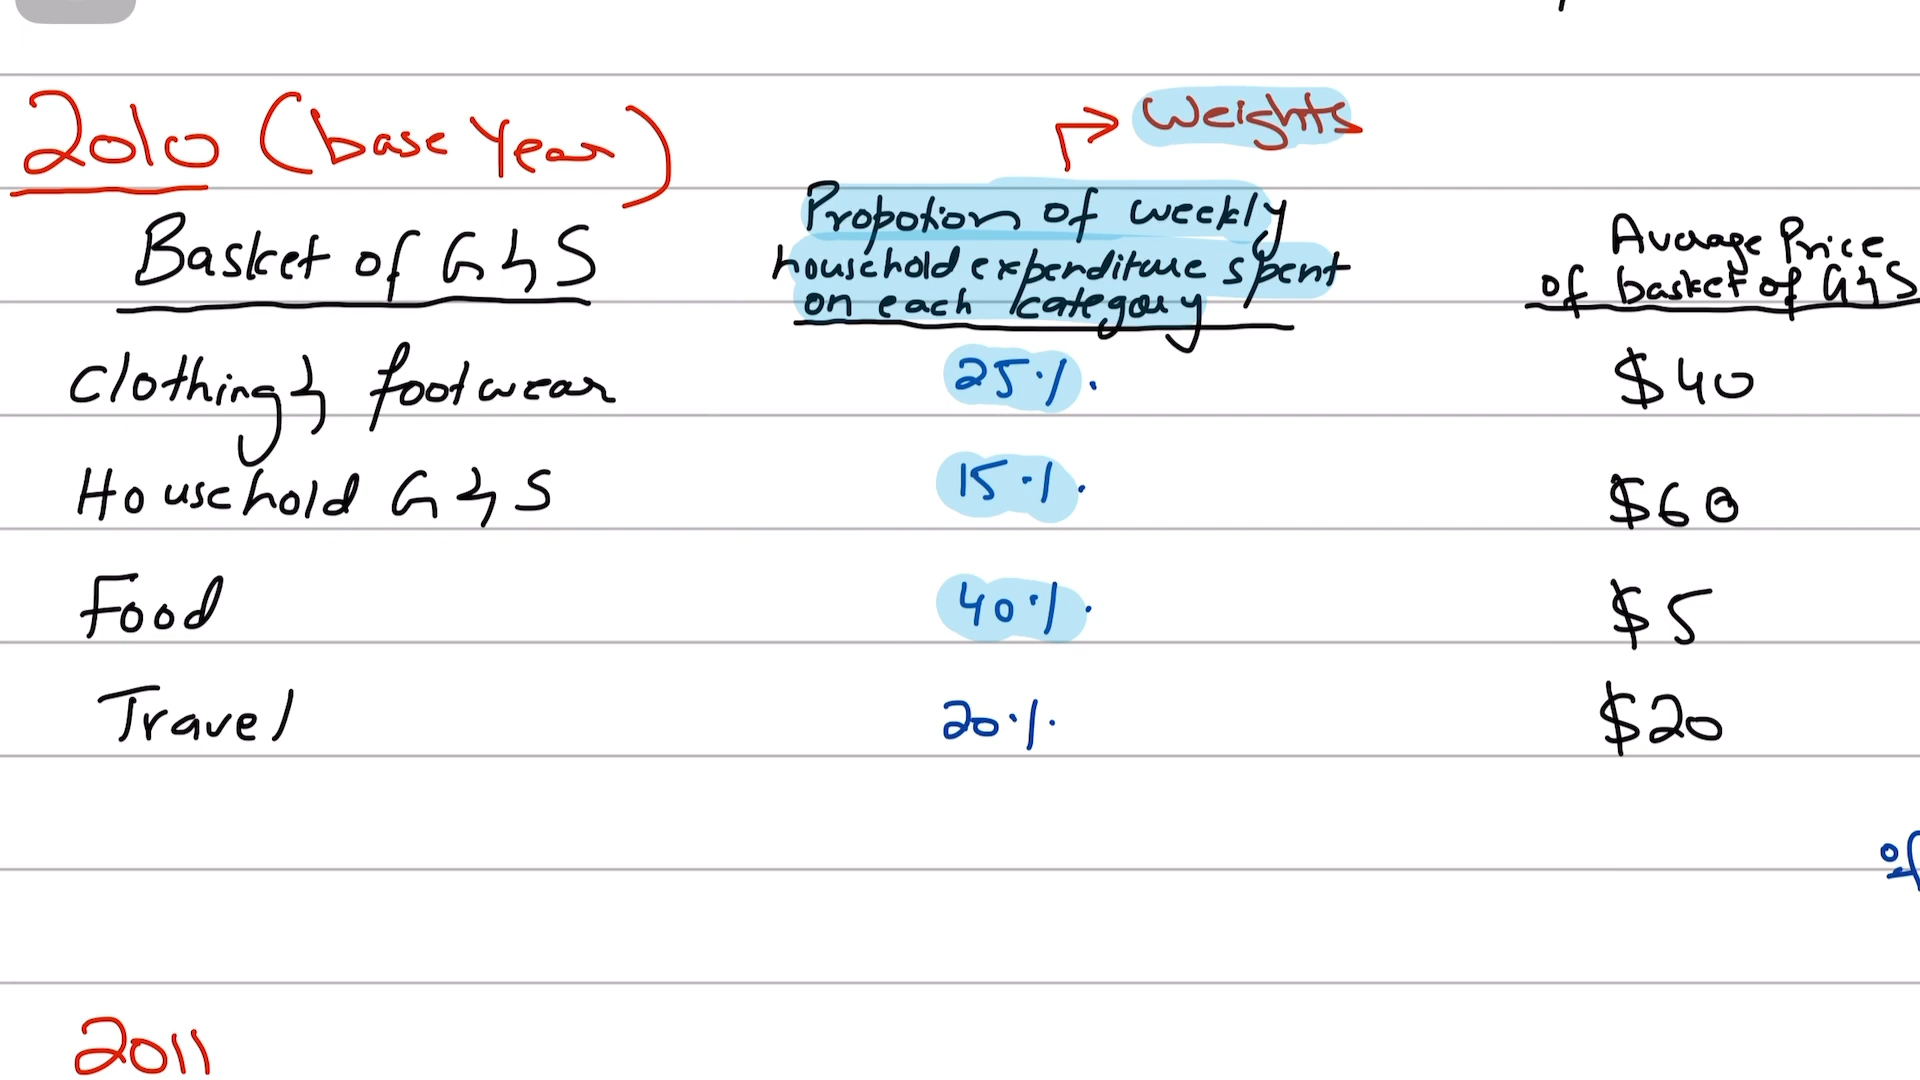 2010 (base Year)
Weights
Basket of G & S
Propotion of weekly
household expenditure spent
on each category
Average Price
of basket of G & S
Clothing & footwear 25% $40
Household G & S 15% $60
Food 40% $5
Travel 20% $20
of
2011